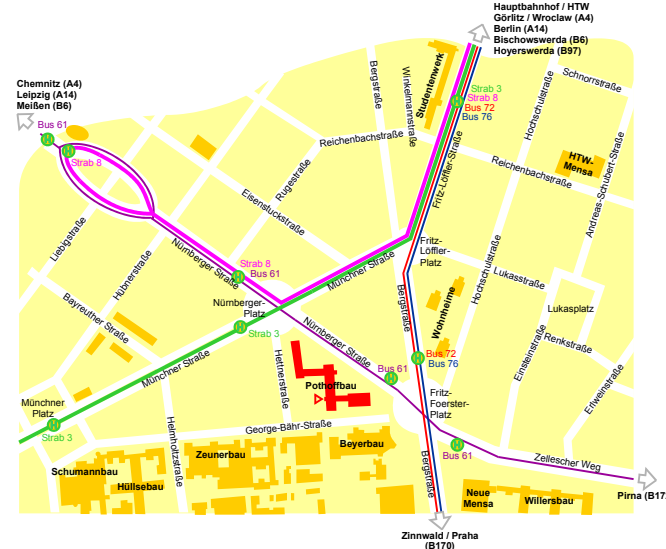 Hauptbahnhof / HTW
Görlitz / Wroclaw (A4)
Berlin (A14)
Bischowswerda (B6)
Hoyerswerda (B97)
Chemnitz (A4)
Leipzig (A14)
Meißen (B6)
Bus 61
Strab 8
Bergstraße
Winkelmannstraße
Studentenwerk
Strab 3
Strab 8
Bus 72
Bus 76
Hochschulstraße
Schnorrstraße
Reichenbachstraße
Reichenbachstraße
HTW-
Mensa
Andreas-Schubert-Straße
Fritz-Löffler-Straße
Rugestraße
Eisenstuckstraße
Liebigstraße
Hübnerstraße
Nürnberger Straße
Strab 8
Bus 61
Münchner Straße
Fritz-
Löffler-
Platz
Hochschulstraße
Lukasstraße
Lukasplatz
Bayreuther Straße
Nürnberger-
Platz
Strab 3
Nürnberger Straße
Bergstraße
Wohnheime
Einsteinstraße
Renkstraße
Erlweinstraße
Münchner Straße
Hettnerstraße
Pothoffbau
Bus 61
Bus 72
Bus 76
Fritz-
Foerster-
Platz
Münchner
Platz
Strab 3
Helmholtzstraße
George-Bähr-Straße
Beyerbau
Zeunerbau
Schumannbau
Hüllsebau
Bergstraße
Bus 61
Zellescher Weg
Neue
Mensa
Willersbau
Pirna (B17
Zinnwald / Praha
(B170)